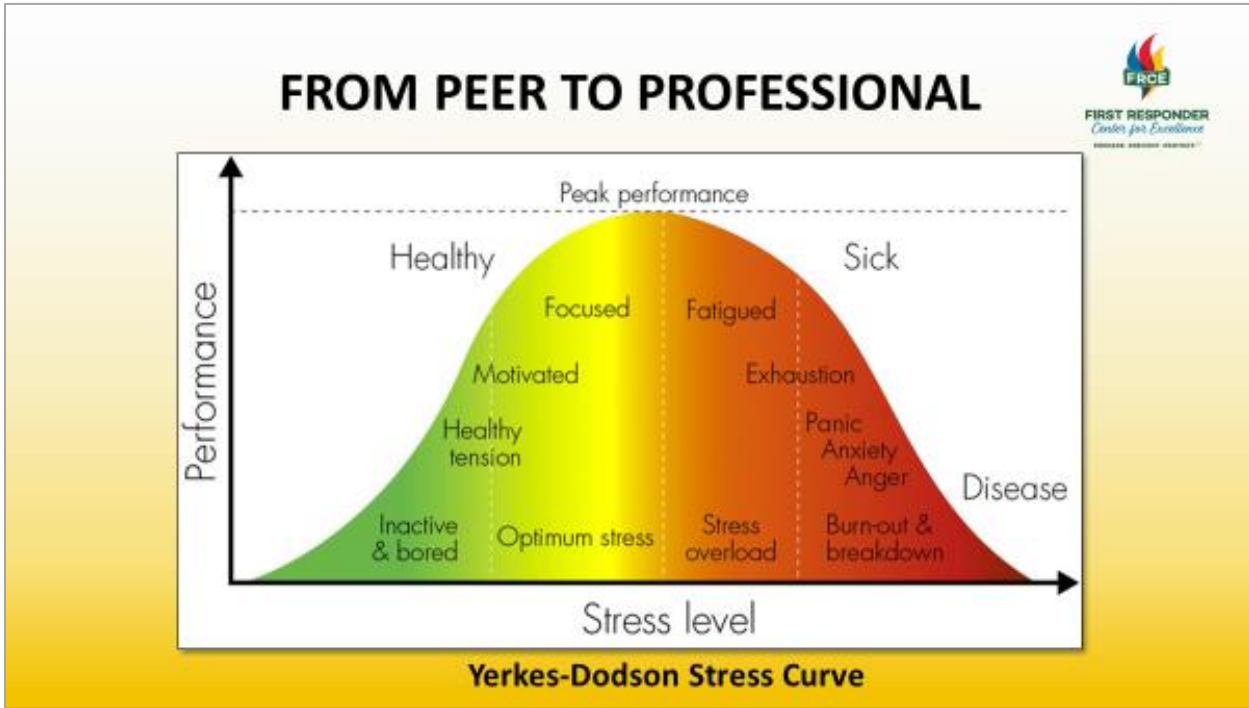 FROM PEER TO PROFESSIONAL
FRCE
FIRST RESPONDER
Center for Excellence
Peak performance
Healthy
Sick
Focused
Fatigued
Motivated
Exhaustion
Healthy
tension
Panic
Anxiety
Anger
Disease
Inactive
& bored
Optimum stress
Stress
overload
Burn-out &
breakdown
Performance
Stress level
Yerkes-Dodson Stress Curve